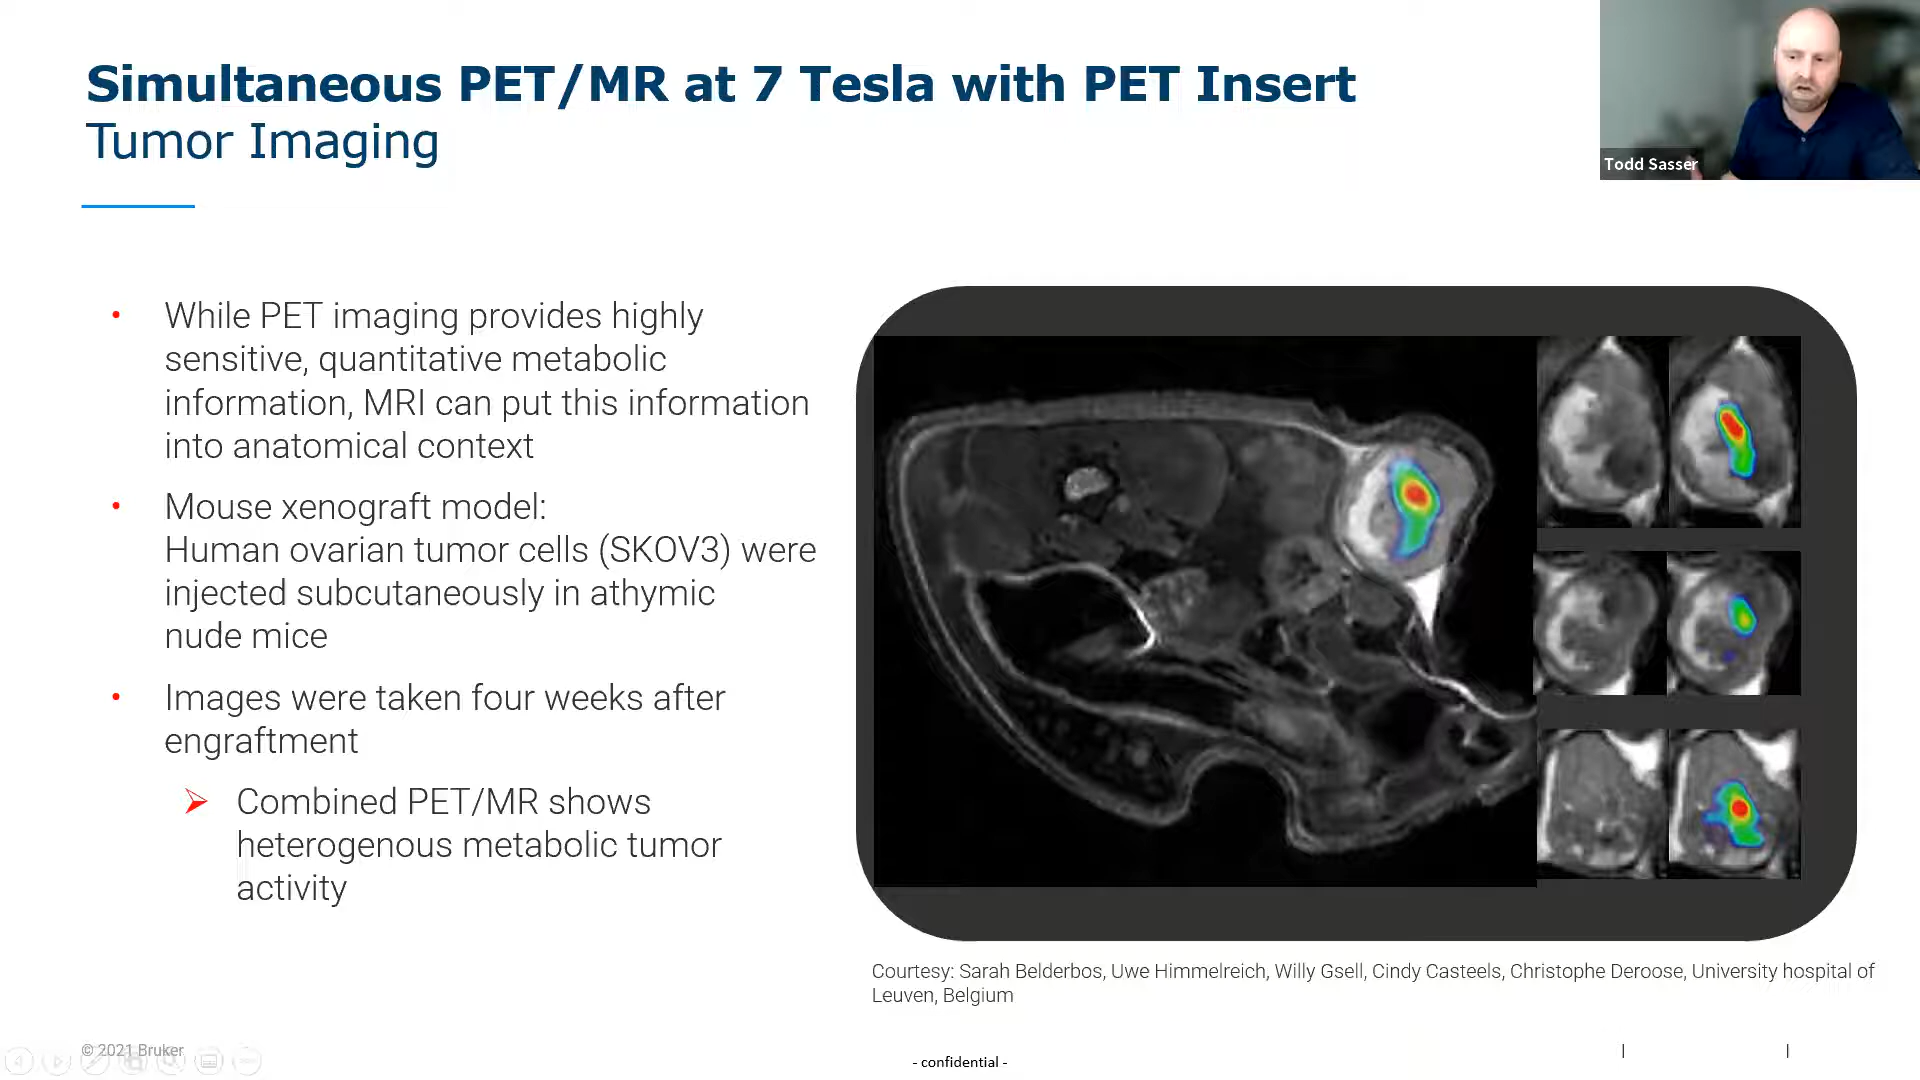 Simultaneous PET/MR at 7 Tesla with PET Insert
Tumor Imaging
Todd Sasser
While PET imaging provides highly
sensitive, quantitative metabolic
information, MRI can put this information
into anatomical context
Mouse xenograft model:
Human ovarian tumor cells (SKOV3) were
injected subcutaneously in athymic
nude mice
Images were taken four weeks after
engraftment
Combined PET/MR shows
heterogenous metabolic tumor
activity
Courtesy: Sarah Belderbos, Uwe Himmelreich, Willy Gsell, Cindy Casteels, Christophe Deroose, University hospital of
Leuven, Belgium
© 2021 Bruker
- confidential -